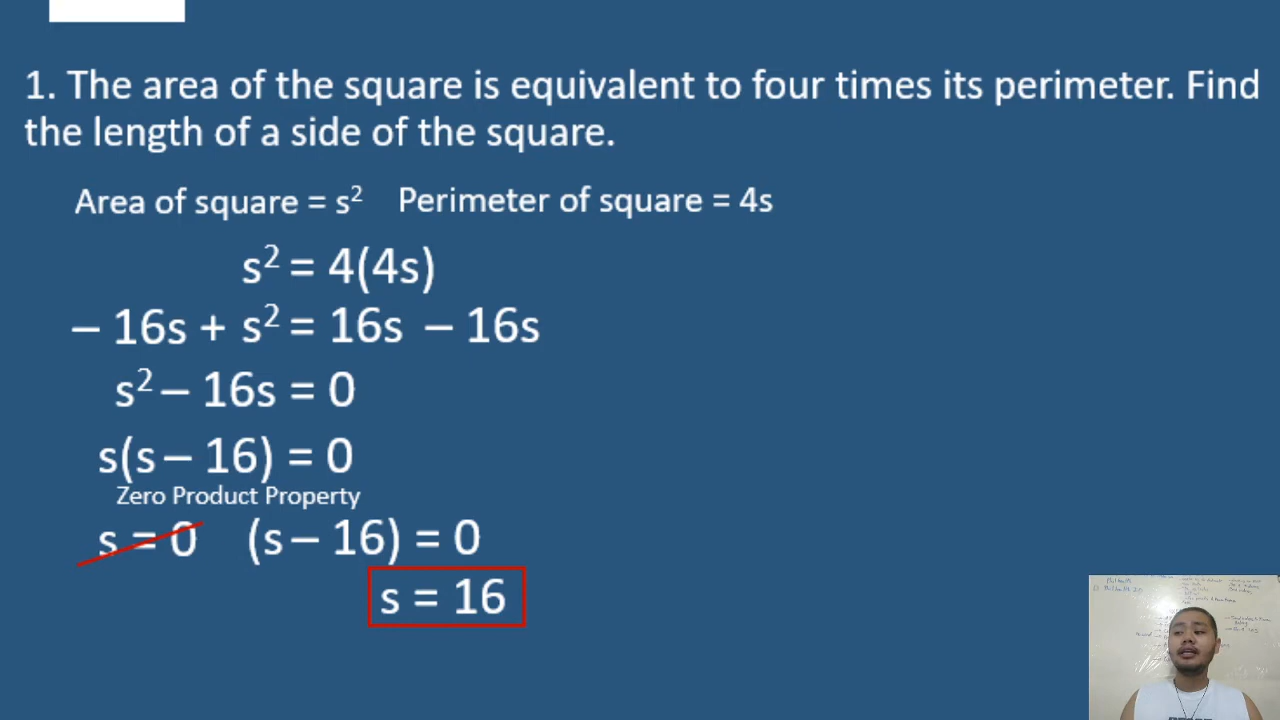 1. The area of the square is equivalent to four times its perimeter. Find
the length of a side of the square.
Area of square = s² Perimeter of square = 4s
s² = 4(4s)
– 16s + s² = 16s – 16s
s² – 16s = 0
s(s – 16) = 0
Zero Product Property
s = 0 (s – 16) = 0
s = 16